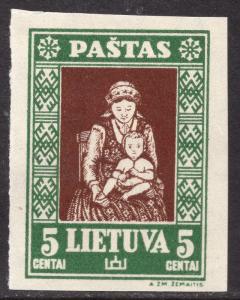 PAŠTAS
5 LIETUVA 5
CENTAI CENTAI
A. ŽM. ŽEMAITIS